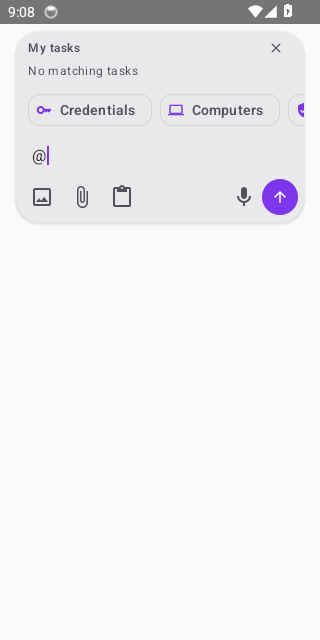 9:08
My tasks
No matching tasks
Credentials
Computers
@